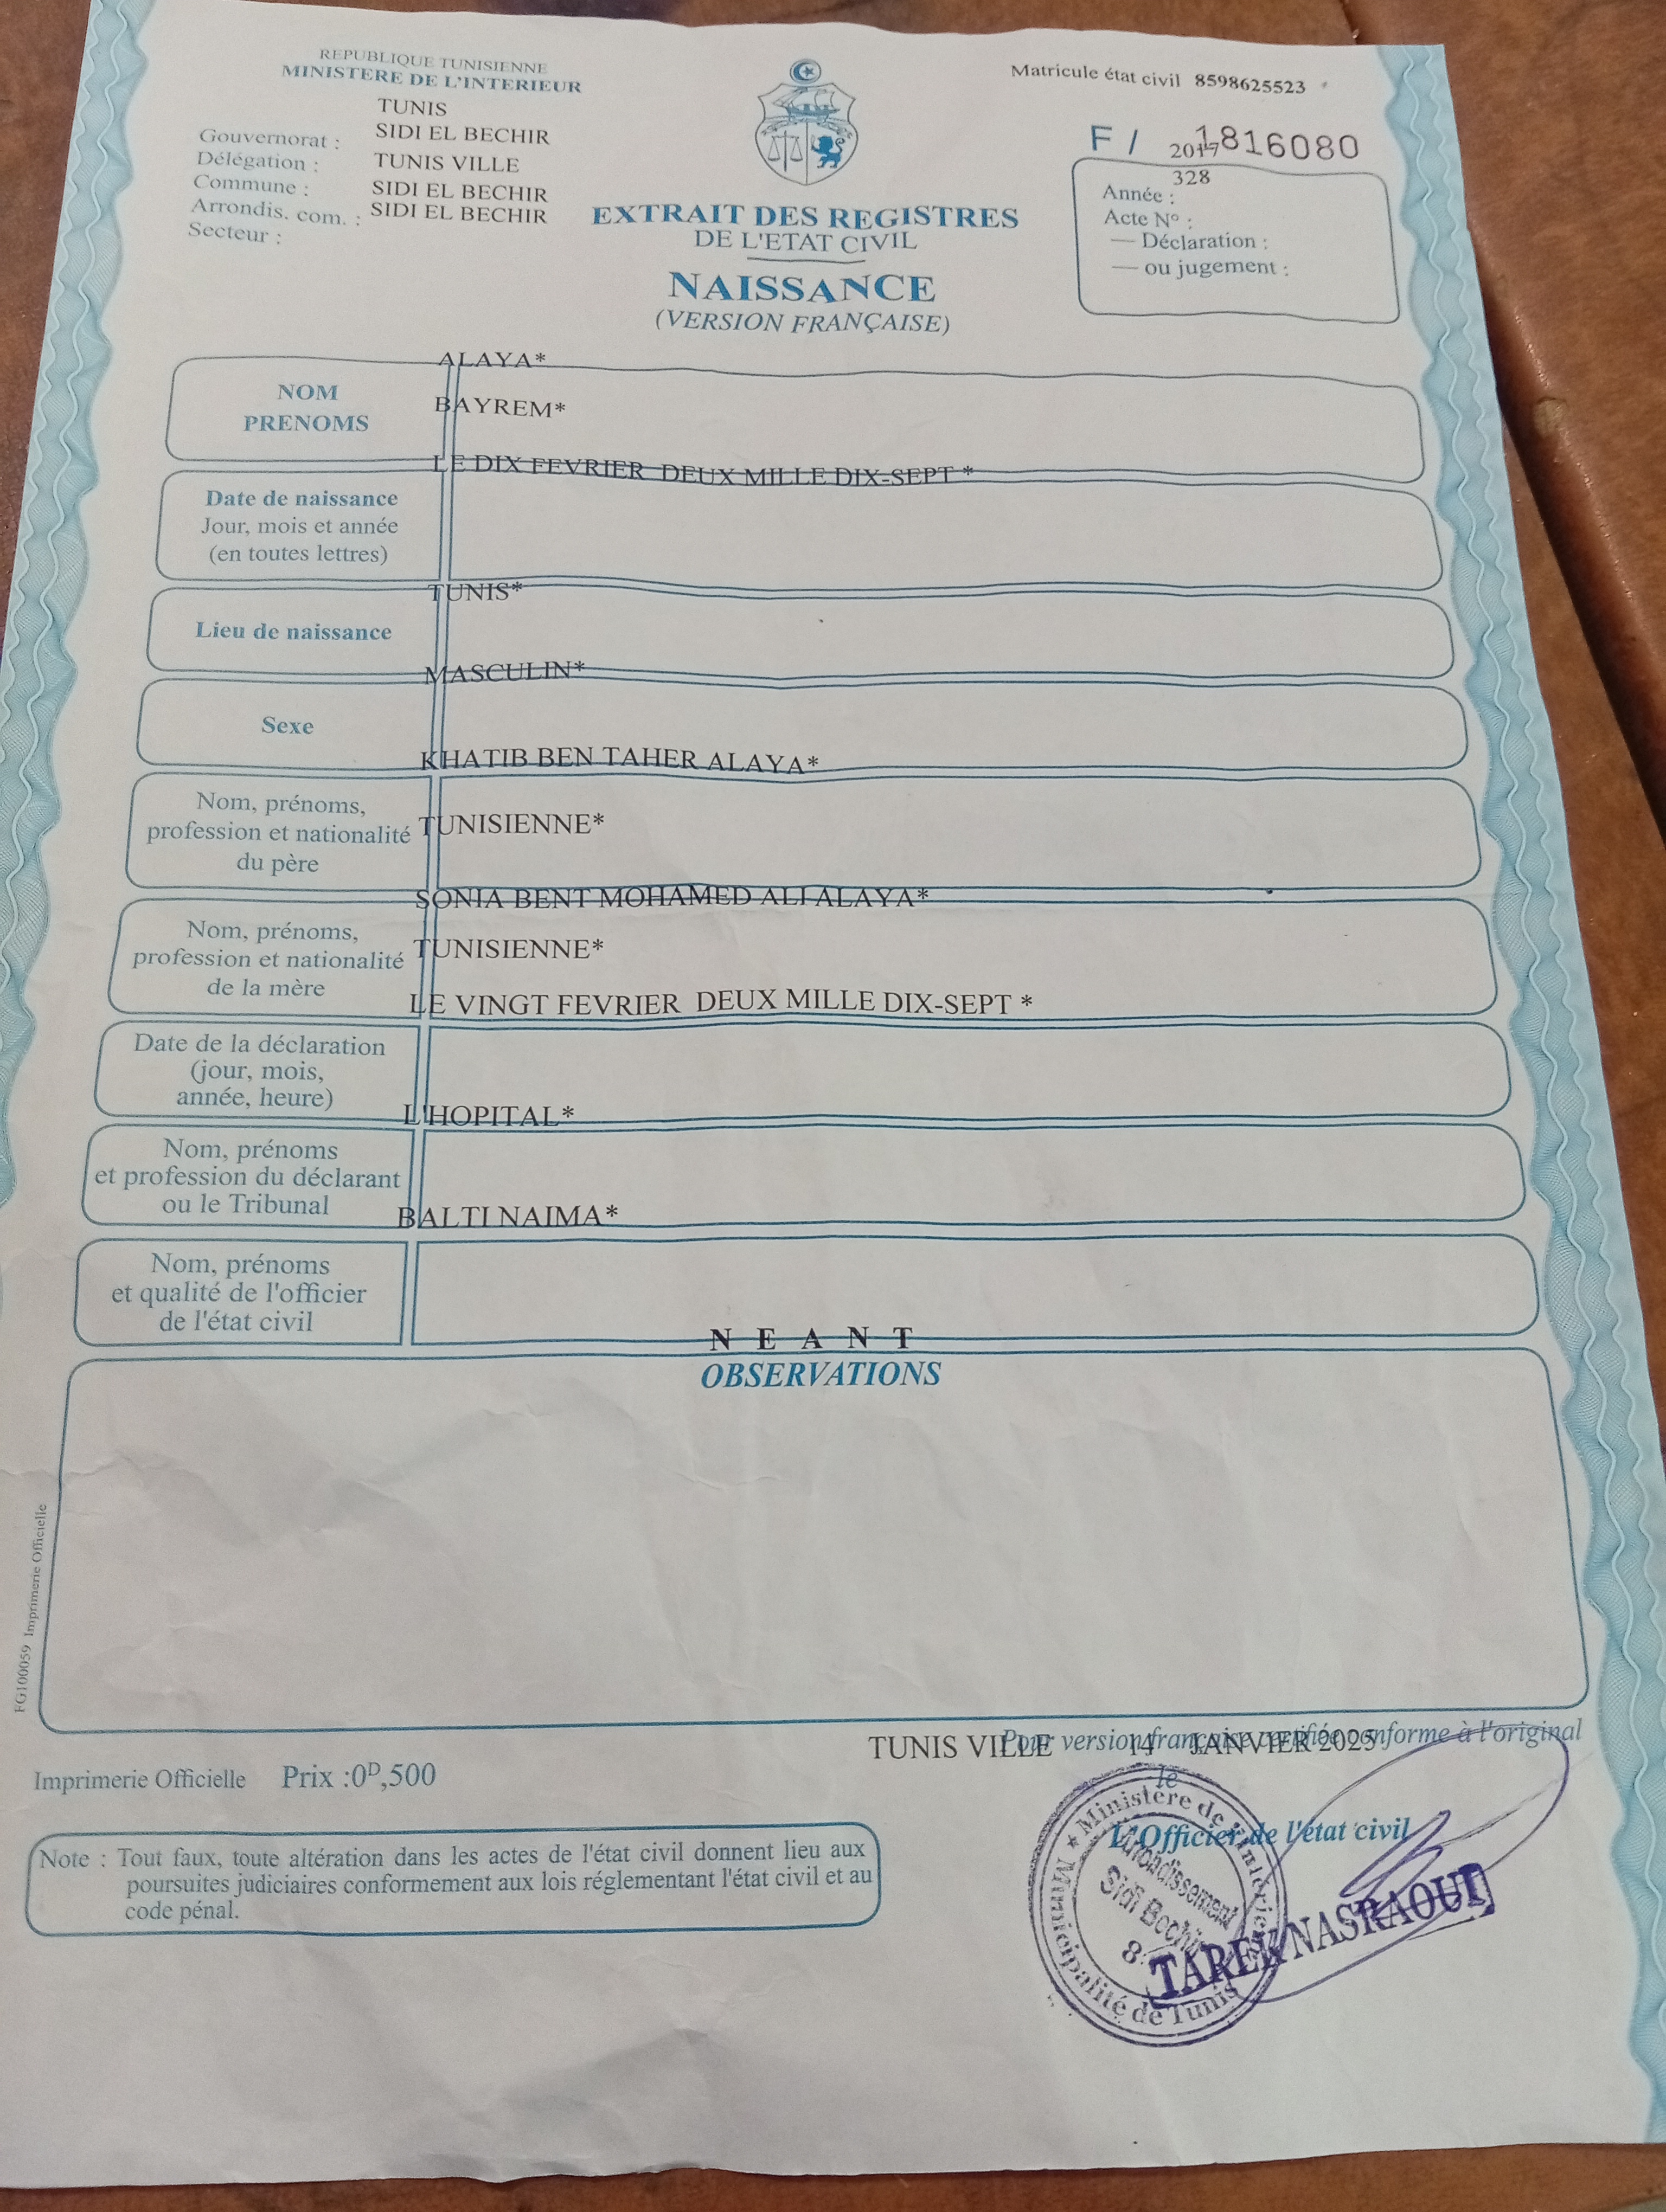 REPUBLIQUE TUNISIENNE
MINISTERE DE L'INTERIEUR
TUNIS
Gouvernorat : SIDI EL BECHIR
Délégation : TUNIS VILLE
Commune : SIDI EL BECHIR
Arrondis. com. : SIDI EL BECHIR
Secteur :
EXTRAIT DES REGISTRES
DE L'ETAT CIVIL
NAISSANCE
(VERSION FRANÇAISE)
Matricule état civil 8598625523
F / 1816080
2017
328
Année :
Acte N° :
— Déclaration :
— ou jugement :
ALAYA*
NOM
PRENOMS
BAYREM*
LE DIX FEVRIER DEUX MILLE DIX-SEPT *
Date de naissance
Jour, mois et année
(en toutes lettres)
TUNIS*
Lieu de naissance
MASCULIN*
Sexe
KHATIB BEN TAHER ALAYA*
Nom, prénoms,
profession et nationalité
du père
TUNISIENNE*
SONIA BENT MOHAMED ALI ALAYA*
Nom, prénoms,
profession et nationalité
de la mère
TUNISIENNE*
LE VINGT FEVRIER DEUX MILLE DIX-SEPT *
Date de la déclaration
(jour, mois,
année, heure)
L'HOPITAL*
Nom, prénoms
et profession du déclarant
ou le Tribunal
BALTI NAIMA*
Nom, prénoms
et qualité de l'officier
de l'état civil
N E A N T
OBSERVATIONS
FG100059 Imprimerie Officielle
TUNIS VILLE 14 JANVIER 2025
Pour version française certifiée conforme à l'original
le
Imprimerie Officielle Prix :0ᴰ,500
L'Officier de l'état civil
Note : Tout faux, toute altération dans les actes de l'état civil donnent lieu aux
poursuites judiciaires conformement aux lois réglementant l'état civil et au
code pénal.
★ Ministère de l'Intérieur
Municipalité de Tunis
Arrondissement
Sidi Bechir
8
TAREK NASRAOUI